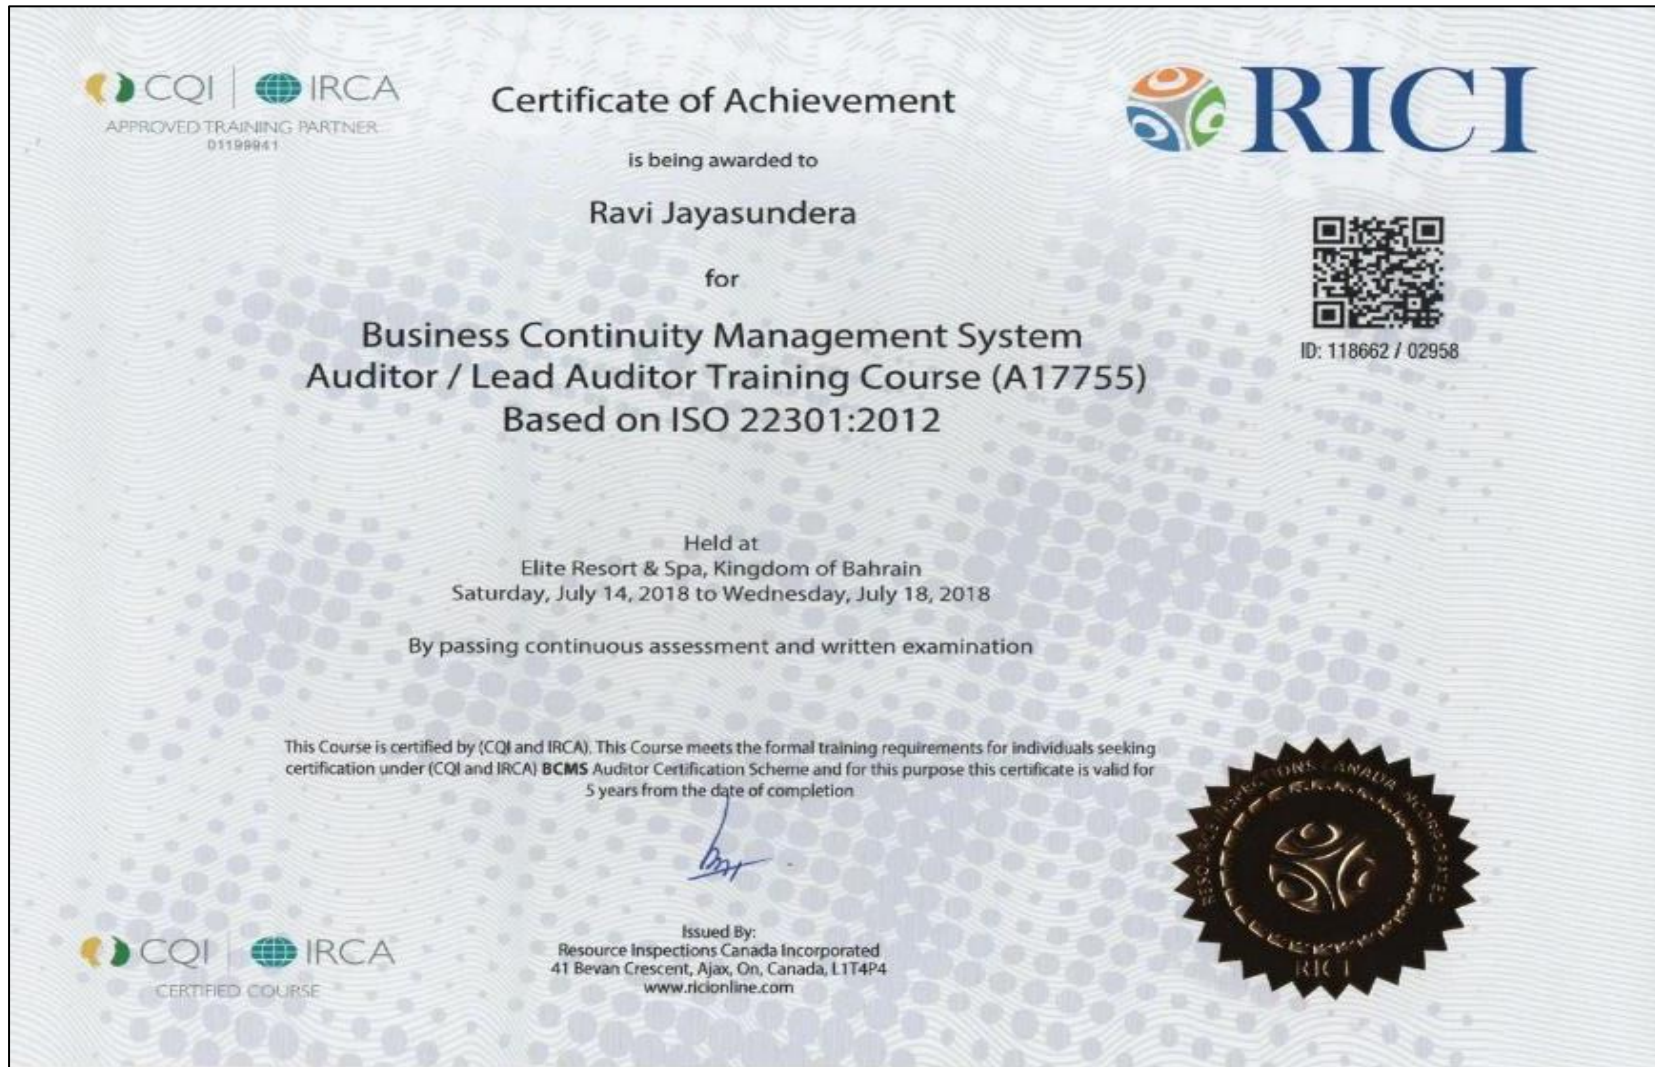 CQI IRCA
APPROVED TRAINING PARTNER
01199941
Certificate of Achievement
RICI
is being awarded to
Ravi Jayasundera
for
ID: 118662 / 02958
Business Continuity Management System
Auditor / Lead Auditor Training Course (A17755)
Based on ISO 22301:2012
Held at
Elite Resort & Spa, Kingdom of Bahrain
Saturday, July 14, 2018 to Wednesday, July 18, 2018
By passing continuous assessment and written examination
This Course is certified by (CQI and IRCA). This Course meets the formal training requirements for individuals seeking
certification under (CQI and IRCA) BCMS Auditor Certification Scheme and for this purpose this certificate is valid for
5 years from the date of completion
Issued By:
Resource Inspections Canada Incorporated
41 Bevan Crescent, Ajax, On, Canada, L1T4P4
www.ricionline.com
CQI IRCA
CERTIFIED COURSE
RESOURCE INSPECTIONS CANADA INCORPORATED
RICI